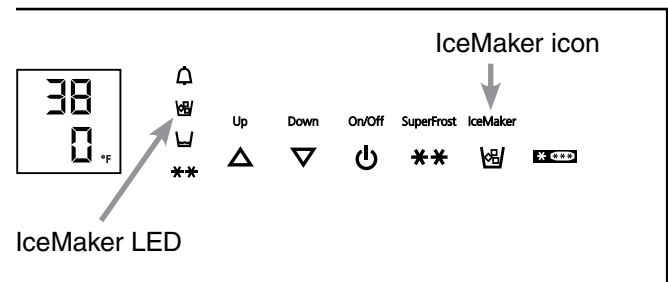 IceMaker icon
38
0 °F
Up Down On/Off SuperFrost IceMaker
IceMaker LED